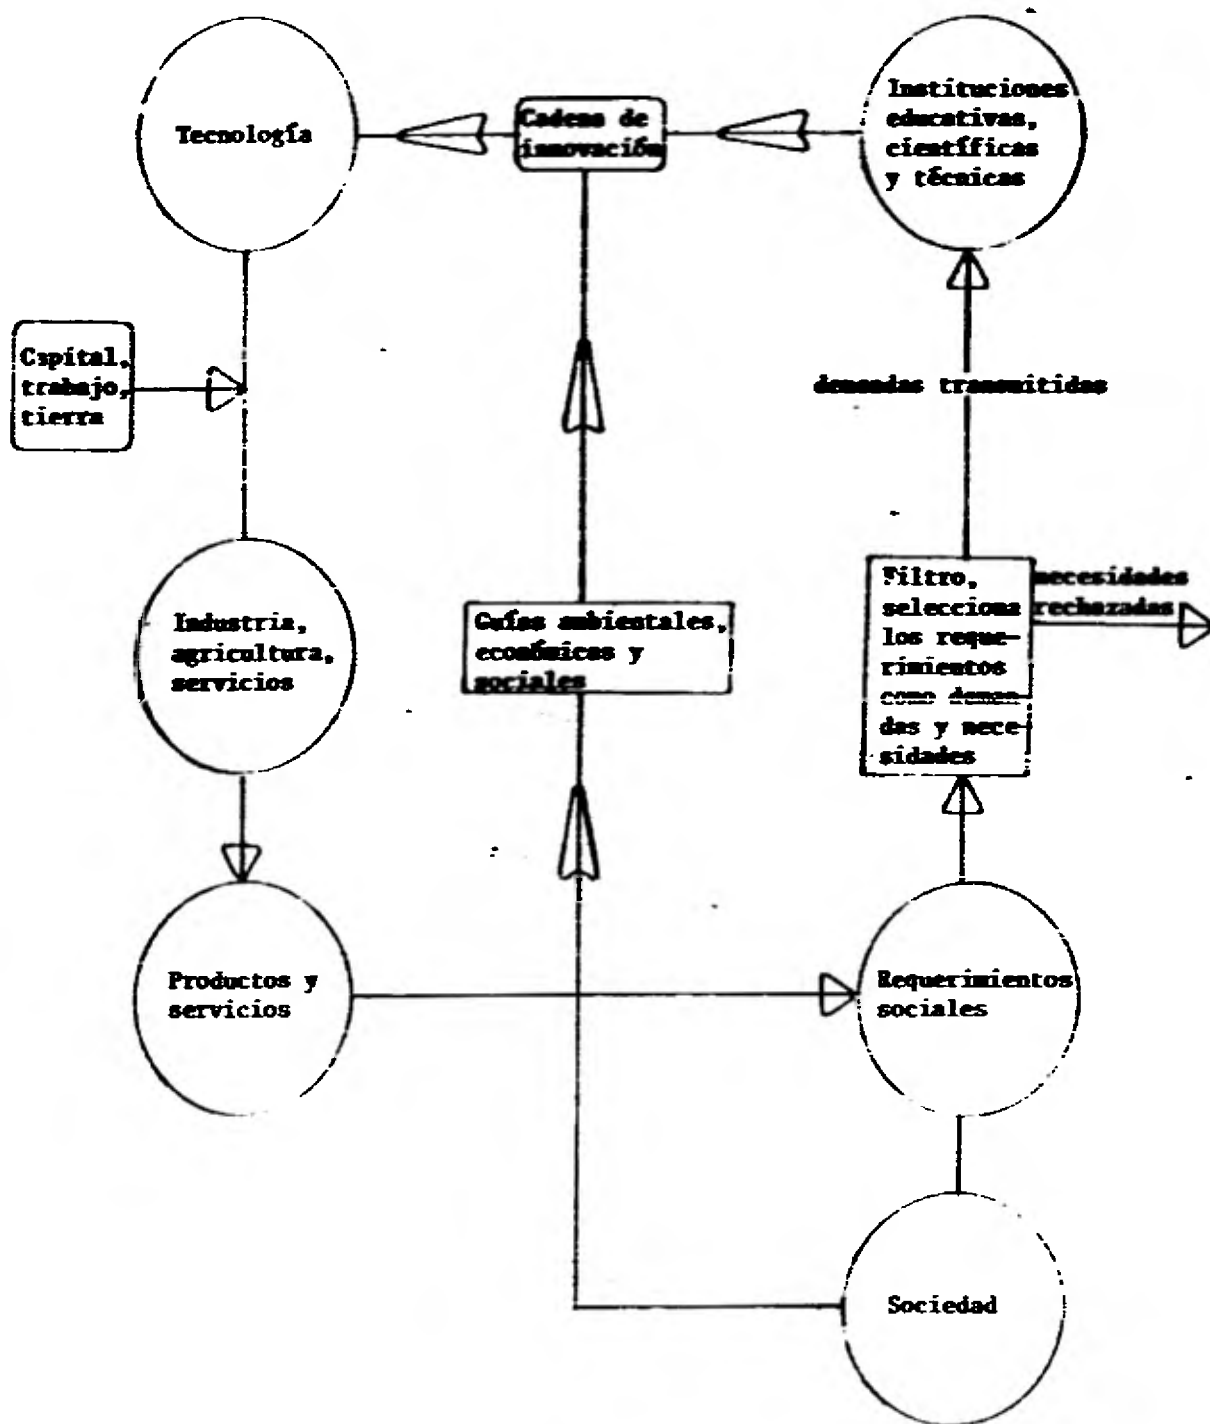 Tecnología
Cadena de
innovación
Instituciones
educativas,
científicas
y técnicas
Capital,
trabajo,
tierra
demandas transmitidas
Industria,
agricultura,
servicios
Guías ambientales,
económicas y
sociales
Filtro,
selecciona
los reque-
rimientos
como deman-
das y nece-
sidades
necesidades
rechazadas
Productos y
servicios
Requerimientos
sociales
Sociedad